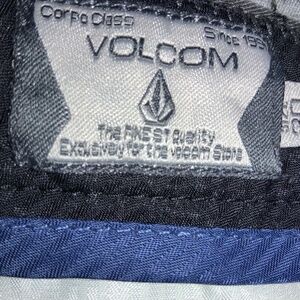 Corpo Class Since 1991
VOLCOM
The FINEST quality
Exclusively for the volcom Stone